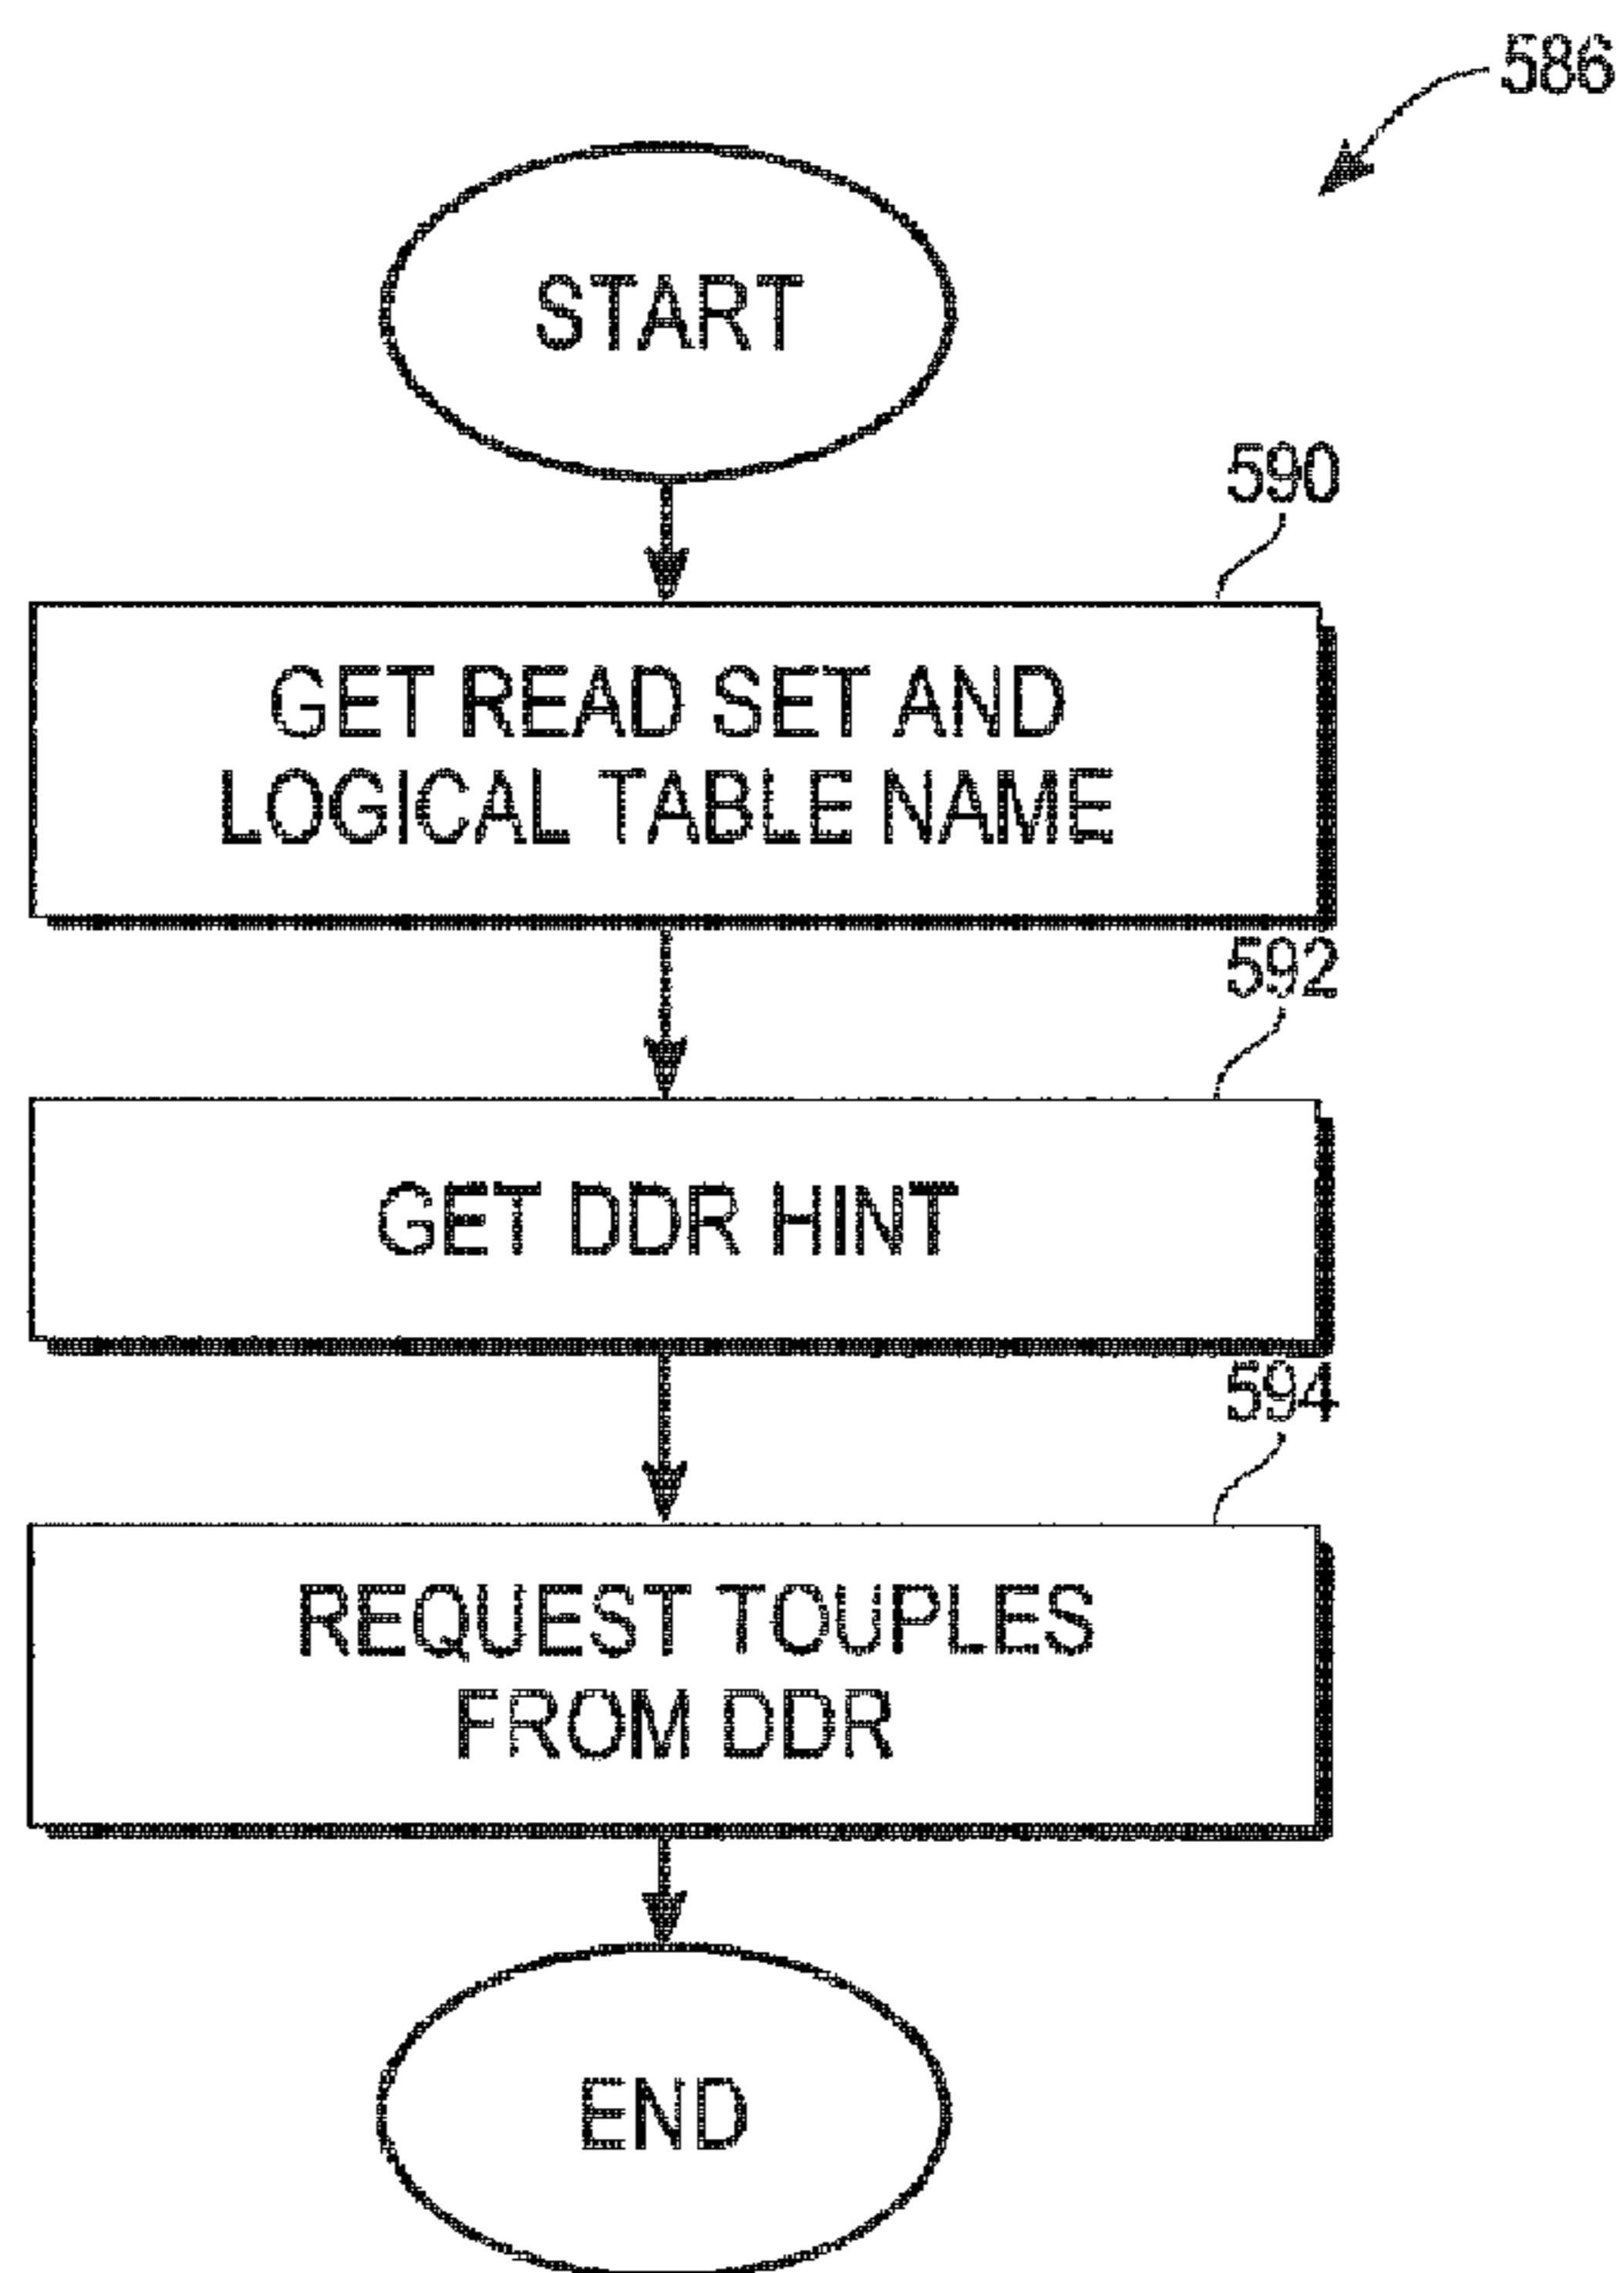 586
START
590
GET READ SET AND
LOGICAL TABLE NAME
592
GET DDR HINT
594
REQUEST TOUPLES
FROM DDR
END